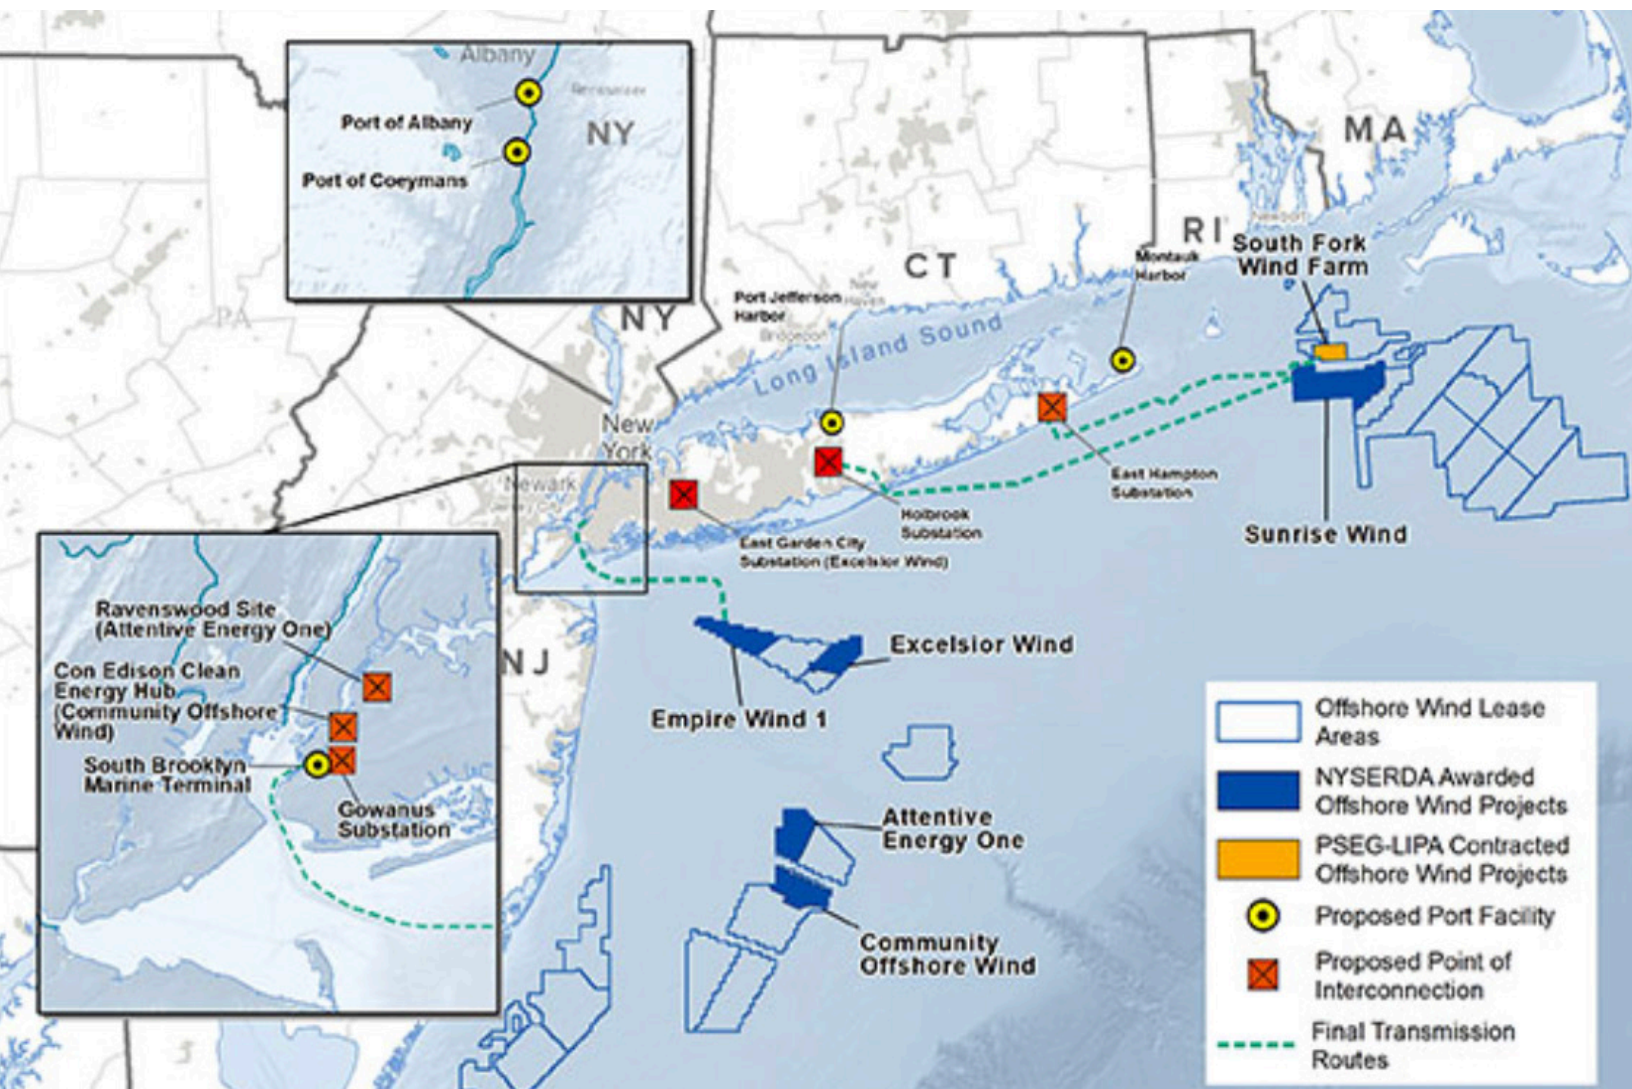 Albany
Rensselaer
Port of Albany
NY
Port of Coeymans
MA
RI
Newport
South Fork
Wind Farm
CT
Montauk
Harbor
New
Haven
Port Jefferson
Harbor
Bridgeport
NY
PA
Long Island Sound
New
York
Newark
East Hampton
Substation
Holbrook
Substation
East Garden City
Substation (Excelsior Wind)
Sunrise Wind
Ravenswood Site
(Attentive Energy One)
Con Edison Clean
Energy Hub
(Community Offshore
Wind)
South Brooklyn
Marine Terminal
Gowanus
Substation
NJ
Excelsior Wind
Empire Wind 1
Attentive
Energy One
Community
Offshore Wind
Offshore Wind Lease
Areas
NYSERDA Awarded
Offshore Wind Projects
PSEG-LIPA Contracted
Offshore Wind Projects
Proposed Port Facility
Proposed Point of
Interconnection
Final Transmission
Routes